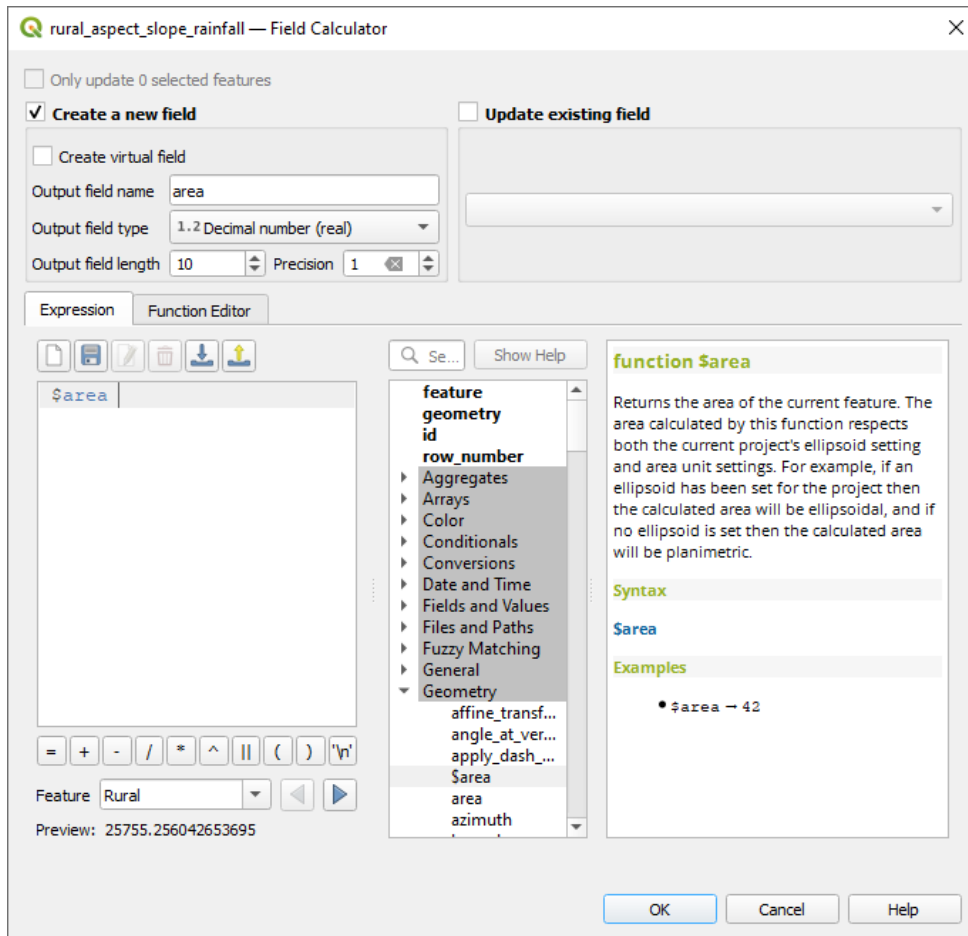 rural_aspect_slope_rainfall — Field Calculator
Only update 0 selected features
Create a new field
Update existing field
Create virtual field
Output field name area
Output field type 1.2 Decimal number (real)
Output field length 10 Precision 1
Expression
Function Editor
Se...
Show Help
$area
feature
geometry
id
row_number
Aggregates
Arrays
Color
Conditionals
Conversions
Date and Time
Fields and Values
Files and Paths
Fuzzy Matching
General
Geometry
affine_transf...
angle_at_ver...
apply_dash_...
$area
area
azimuth
function $area
Returns the area of the current feature. The
area calculated by this function respects
both the current project's ellipsoid setting
and area unit settings. For example, if an
ellipsoid has been set for the project then
the calculated area will be ellipsoidal, and if
no ellipsoid is set then the calculated area
will be planimetric.
Syntax
$area
Examples
• $area → 42
= + - / * ^ || ( ) '\n'
Feature Rural
Preview: 25755.256042653695
OK Cancel Help